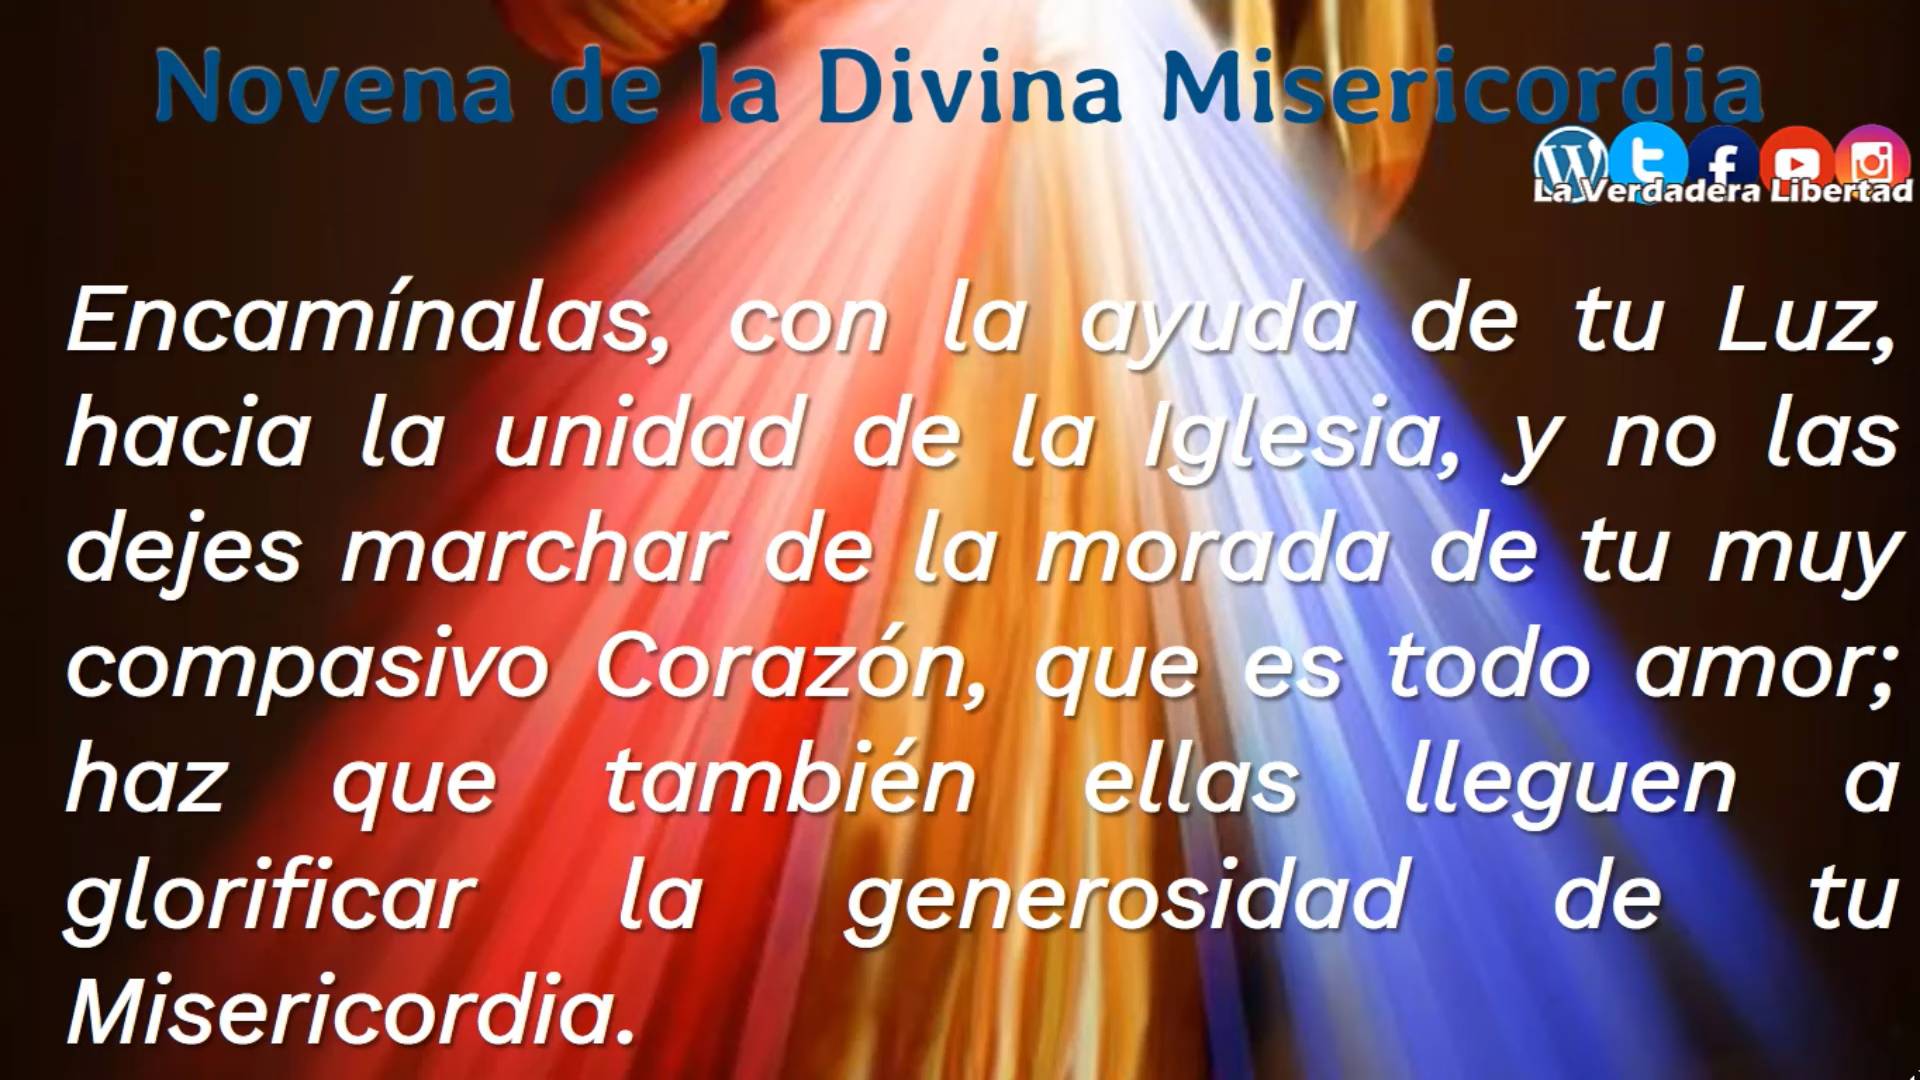 Novena de la Divina Misericordia
La Verdadera Libertad
Encamínalas, con la ayuda de tu Luz,
hacia la unidad de la Iglesia, y no las
dejes marchar de la morada de tu muy
compasivo Corazón, que es todo amor;
haz que también ellas lleguen a
glorificar la generosidad de tu
Misericordia.